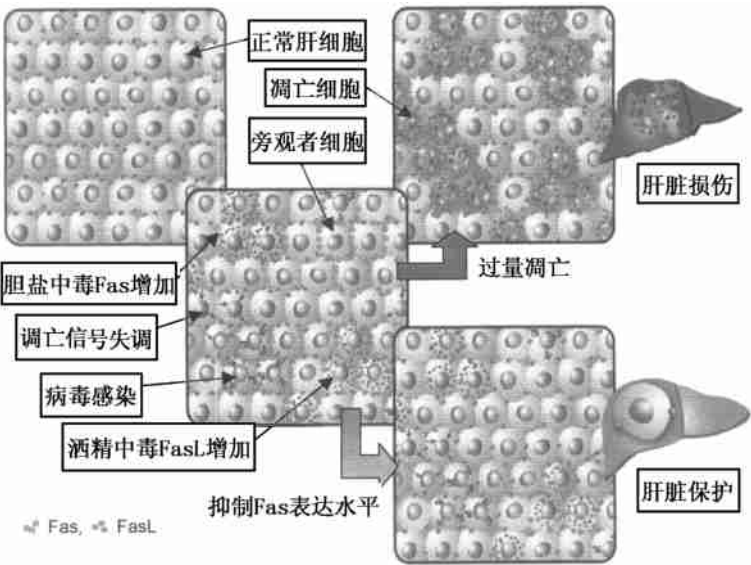 正常肝细胞
凋亡细胞
旁观者细胞
肝脏损伤
过量凋亡
胆盐中毒Fas增加
调亡信号失调
病毒感染
洒精中毒FasL增加
抑制Fas表达水平
肝脏保护
Fas, FasL